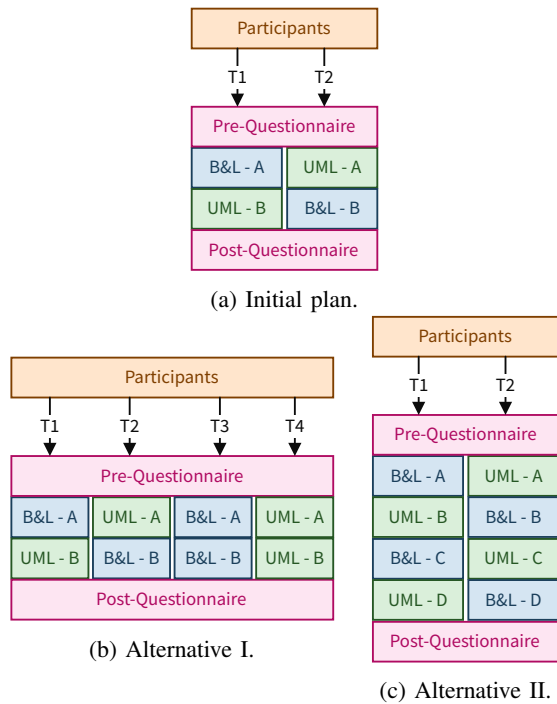 Participants
T1 T2
Pre-Questionnaire
B&L - A UML - A
UML - B B&L - B
Post-Questionnaire
(a) Initial plan.
Participants
T1 T2 T3 T4
Pre-Questionnaire
B&L - A UML - A B&L - A UML - A
UML - B B&L - B B&L - B UML - B
Post-Questionnaire
(b) Alternative I.
Participants
T1 T2
Pre-Questionnaire
B&L - A UML - A
UML - B B&L - B
B&L - C UML - C
UML - D B&L - D
Post-Questionnaire
(c) Alternative II.